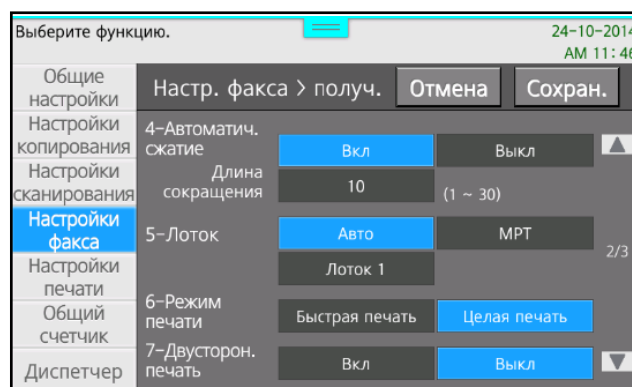 Выберите функцию.
24-10-2014
AM 11:46
Общие
настройки
Настройки
копирования
Настройки
сканирования
Настройки
факса
Настройки
печати
Общий
счетчик
Диспетчер
Настр. факса > получ.
Отмена
Сохран.
4-Автоматич.
сжатие
Вкл
Выкл
Длина
сокращения
10
(1 ~ 30)
5-Лоток
Авто
МРТ
Лоток 1
2/3
6-Режим
печати
Быстрая печать
Целая печать
7-Двусторон.
печать
Вкл
Выкл